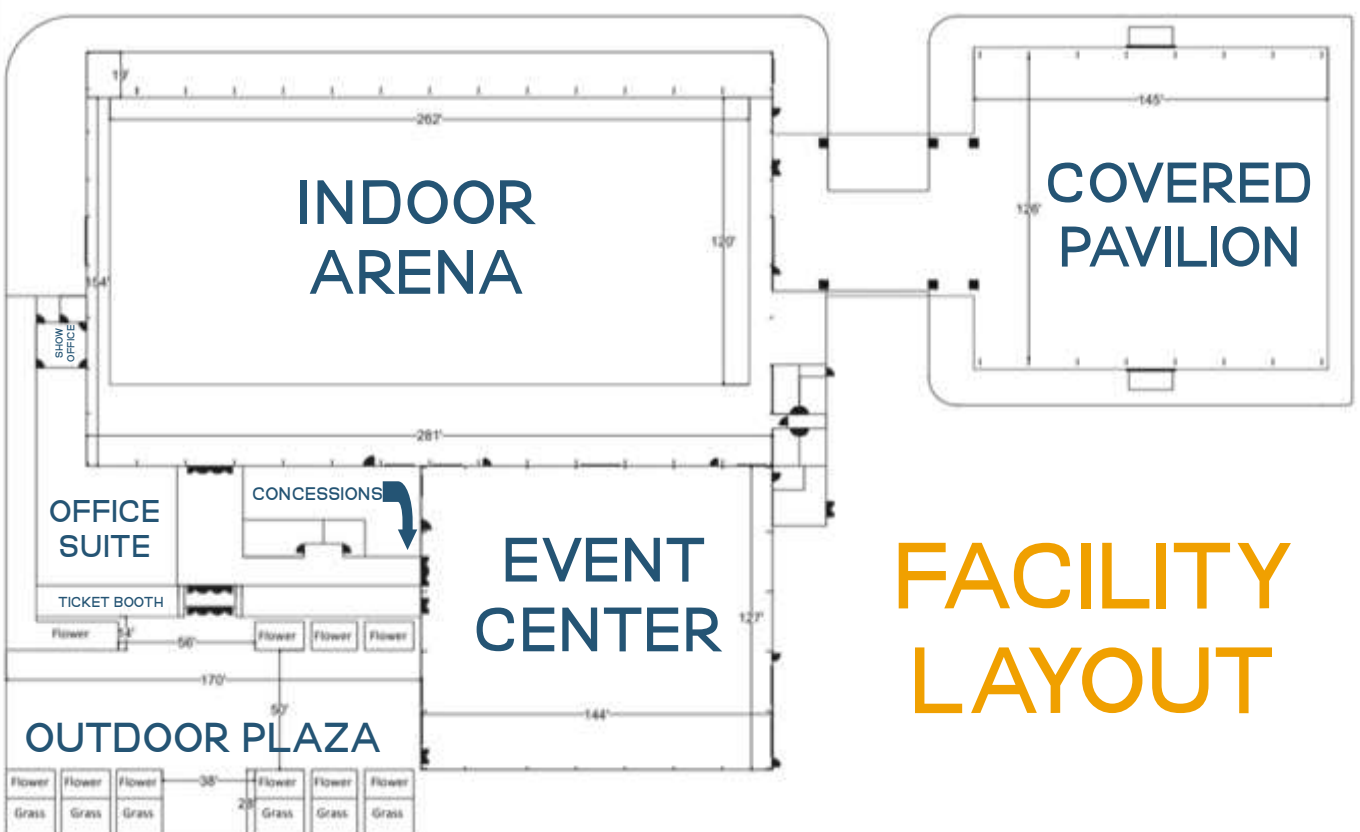 19'
262'
145'
INDOOR
ARENA
COVERED
PAVILION
126'
120'
154'
SHOW
OFFICE
281'
OFFICE
SUITE
CONCESSIONS
EVENT
CENTER
FACILITY
LAYOUT
TICKET BOOTH
127'
Flower
14'
56'
Flower
Flower
Flower
170'
50'
144'
OUTDOOR PLAZA
Flower
Flower
Flower
38'
Flower
Flower
Flower
28'
Grass
Grass
Grass
Grass
Grass
Grass